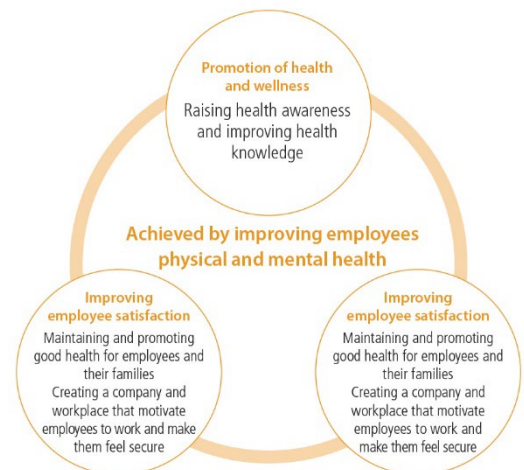 Promotion of health
and wellness
Raising health awareness
and improving health
knowledge
Achieved by improving employees
physical and mental health
Improving
employee satisfaction
Maintaining and promoting
good health for employees and
their families
Creating a company and
workplace that motivate
employees to work and make
them feel secure
Improving
employee satisfaction
Maintaining and promoting
good health for employees and
their families
Creating a company and
workplace that motivate
employees to work and
make them feel secure